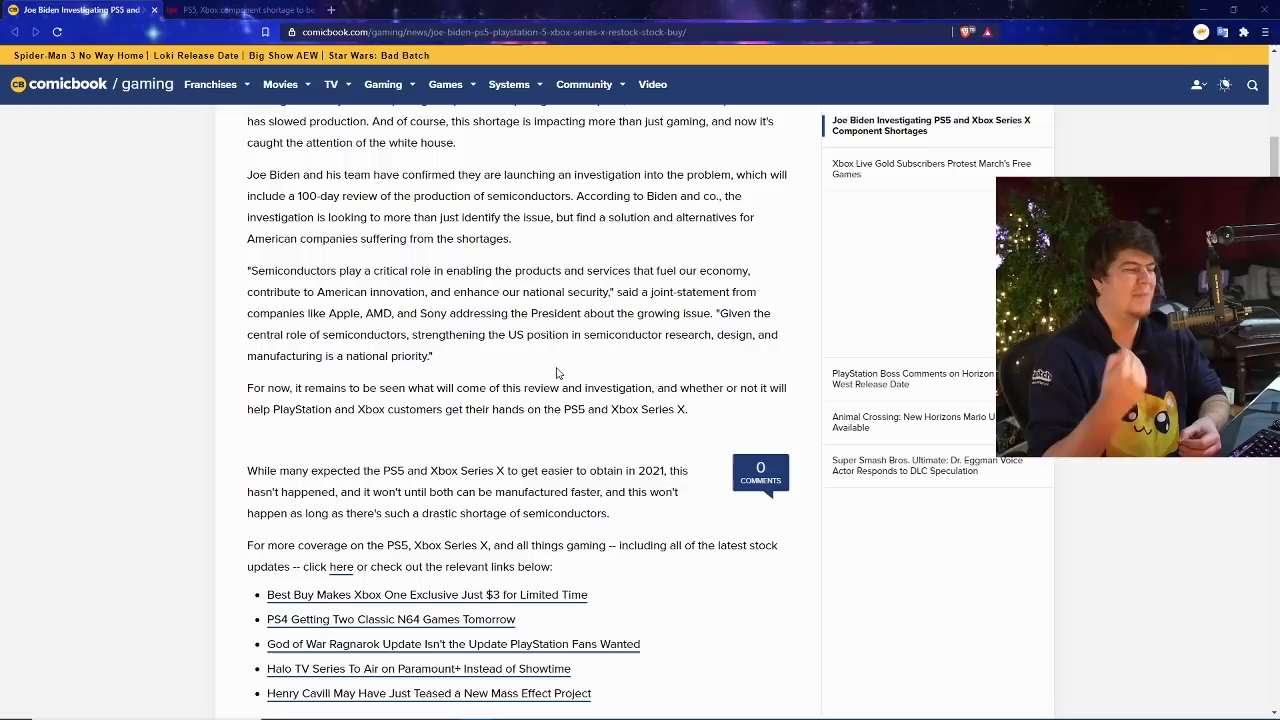 Joe Biden Investigating PS5 and
PS5, Xbox component shortage to be
comicbook.com/gaming/news/joe-biden-ps5-playstation-5-xbox-series-x-restock-stock-buy/
Spider-Man 3 No Way Home | Loki Release Date | Big Show AEW | Star Wars: Bad Batch
CB comicbook / gaming Franchises Movies TV Gaming Games Systems Community Video
has slowed production. And of course, this shortage is impacting more than just gaming, and now it's
caught the attention of the white house.
Joe Biden and his team have confirmed they are launching an investigation into the problem, which will
include a 100-day review of the production of semiconductors. According to Biden and co., the
investigation is looking to more than just identify the issue, but find a solution and alternatives for
American companies suffering from the shortages.
"Semiconductors play a critical role in enabling the products and services that fuel our economy,
contribute to American innovation, and enhance our national security," said a joint-statement from
companies like Apple, AMD, and Sony addressing the President about the growing issue. "Given the
central role of semiconductors, strengthening the US position in semiconductor research, design, and
manufacturing is a national priority."
For now, it remains to be seen what will come of this review and investigation, and whether or not it will
help PlayStation and Xbox customers get their hands on the PS5 and Xbox Series X.
While many expected the PS5 and Xbox Series X to get easier to obtain in 2021, this
hasn't happened, and it won't until both can be manufactured faster, and this won't
happen as long as there's such a drastic shortage of semiconductors.
0
COMMENTS
For more coverage on the PS5, Xbox Series X, and all things gaming -- including all of the latest stock
updates -- click here or check out the relevant links below:
• Best Buy Makes Xbox One Exclusive Just $3 for Limited Time
• PS4 Getting Two Classic N64 Games Tomorrow
• God of War Ragnarok Update Isn't the Update PlayStation Fans Wanted
• Halo TV Series To Air on Paramount+ Instead of Showtime
• Henry Cavill May Have Just Teased a New Mass Effect Project
Joe Biden Investigating PS5 and Xbox Series X
Component Shortages
Xbox Live Gold Subscribers Protest March's Free
Games
PlayStation Boss Comments on Horizon
West Release Date
Animal Crossing: New Horizons Mario U
Available
Super Smash Bros. Ultimate: Dr. Eggman Voice
Actor Responds to DLC Speculation